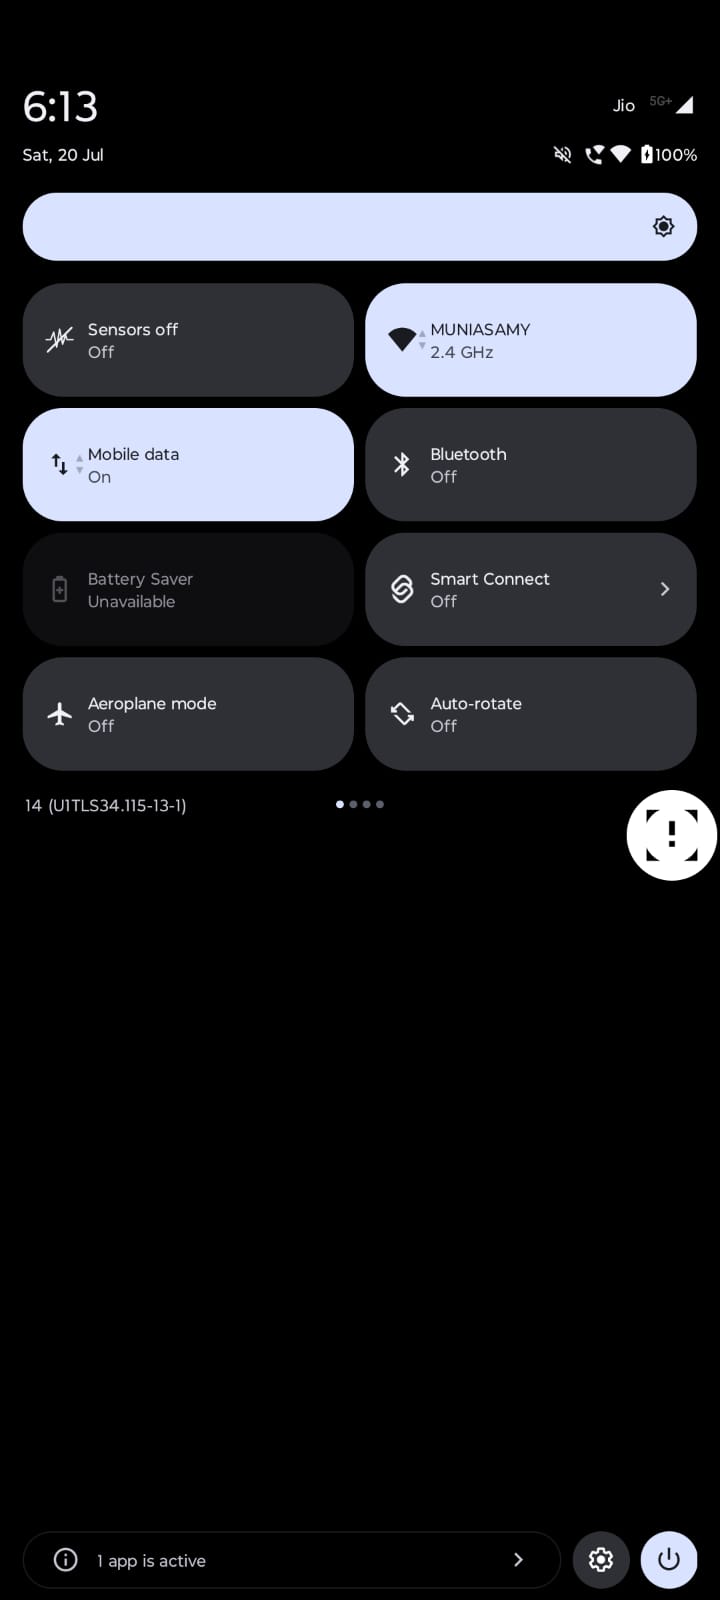 6:13
Jio 5G+
Sat, 20 Jul
100%
Sensors off
Off
MUNIASAMY
2.4 GHz
Mobile data
On
Bluetooth
Off
Battery Saver
Unavailable
Smart Connect
Off
Aeroplane mode
Off
Auto-rotate
Off
14 (U1TLS34.115-13-1)
1 app is active